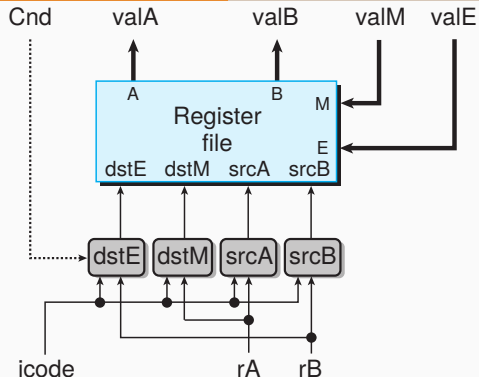 Cnd valA valB valM valE
A B
M
Register
file
E
dstE dstM srcA srcB
dstE dstM srcA srcB
icode rA rB